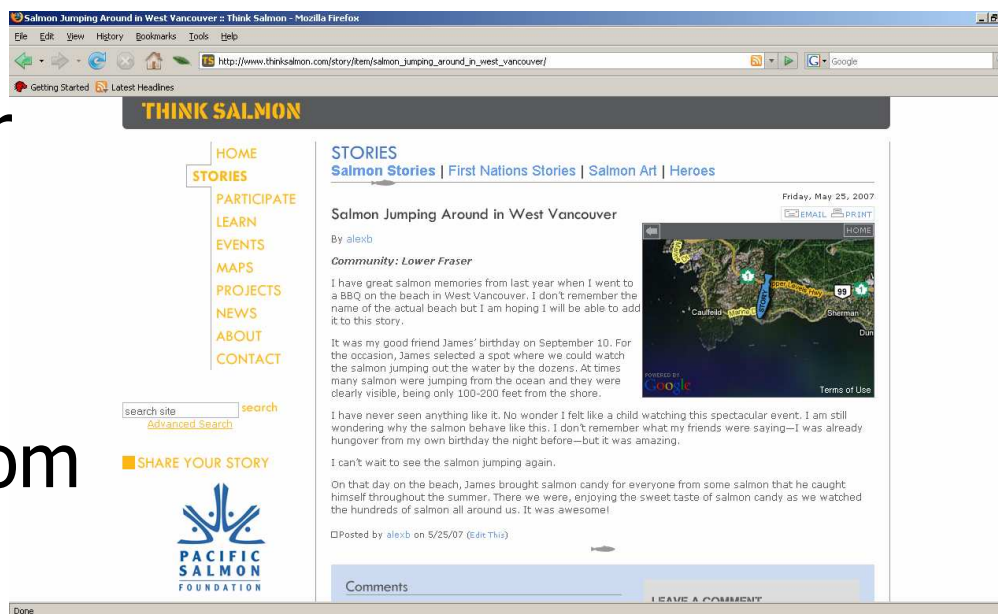 Salmon Jumping Around in West Vancouver :: Think Salmon - Mozilla Firefox
File Edit View History Bookmarks Tools Help
TS http://www.thinksalmon.com/story/item/salmon_jumping_around_in_west_vancouver/ G Google
Getting Started Latest Headlines
r
THINK SALMON
HOME
STORIES
PARTICIPATE
LEARN
EVENTS
MAPS
PROJECTS
NEWS
ABOUT
CONTACT
search site search
Advanced Search
om
SHARE YOUR STORY
PACIFIC
SALMON
FOUNDATION
STORIES
Salmon Stories | First Nations Stories | Salmon Art | Heroes
Friday, May 25, 2007
EMAIL PRINT
Salmon Jumping Around in West Vancouver
By alexb
Community: Lower Fraser
I have great salmon memories from last year when I went to
a BBQ on the beach in West Vancouver. I don't remember the
name of the actual beach but I am hoping I will be able to add
it to this story.
It was my good friend James' birthday on September 10. For
the occasion, James selected a spot where we could watch
the salmon jumping out the water by the dozens. At times
many salmon were jumping from the ocean and they were
clearly visible, being only 100-200 feet from the shore.
HOME
1
99 1
STORY
Caulfeild
Sherman
Dun
POWERED BY
Google
Terms of Use
I have never seen anything like it. No wonder I felt like a child watching this spectacular event. I am still
wondering why the salmon behave like this. I don't remember what my friends were saying—I was already
hungover from my own birthday the night before—but it was amazing.
I can't wait to see the salmon jumping again.
On that day on the beach, James brought salmon candy for everyone from some salmon that he caught
himself throughout the summer. There we were, enjoying the sweet taste of salmon candy as we watched
the hundreds of salmon all around us. It was awesome!
Posted by alexb on 5/25/07 (Edit This)
Comments
LEAVE A COMMENT
Done